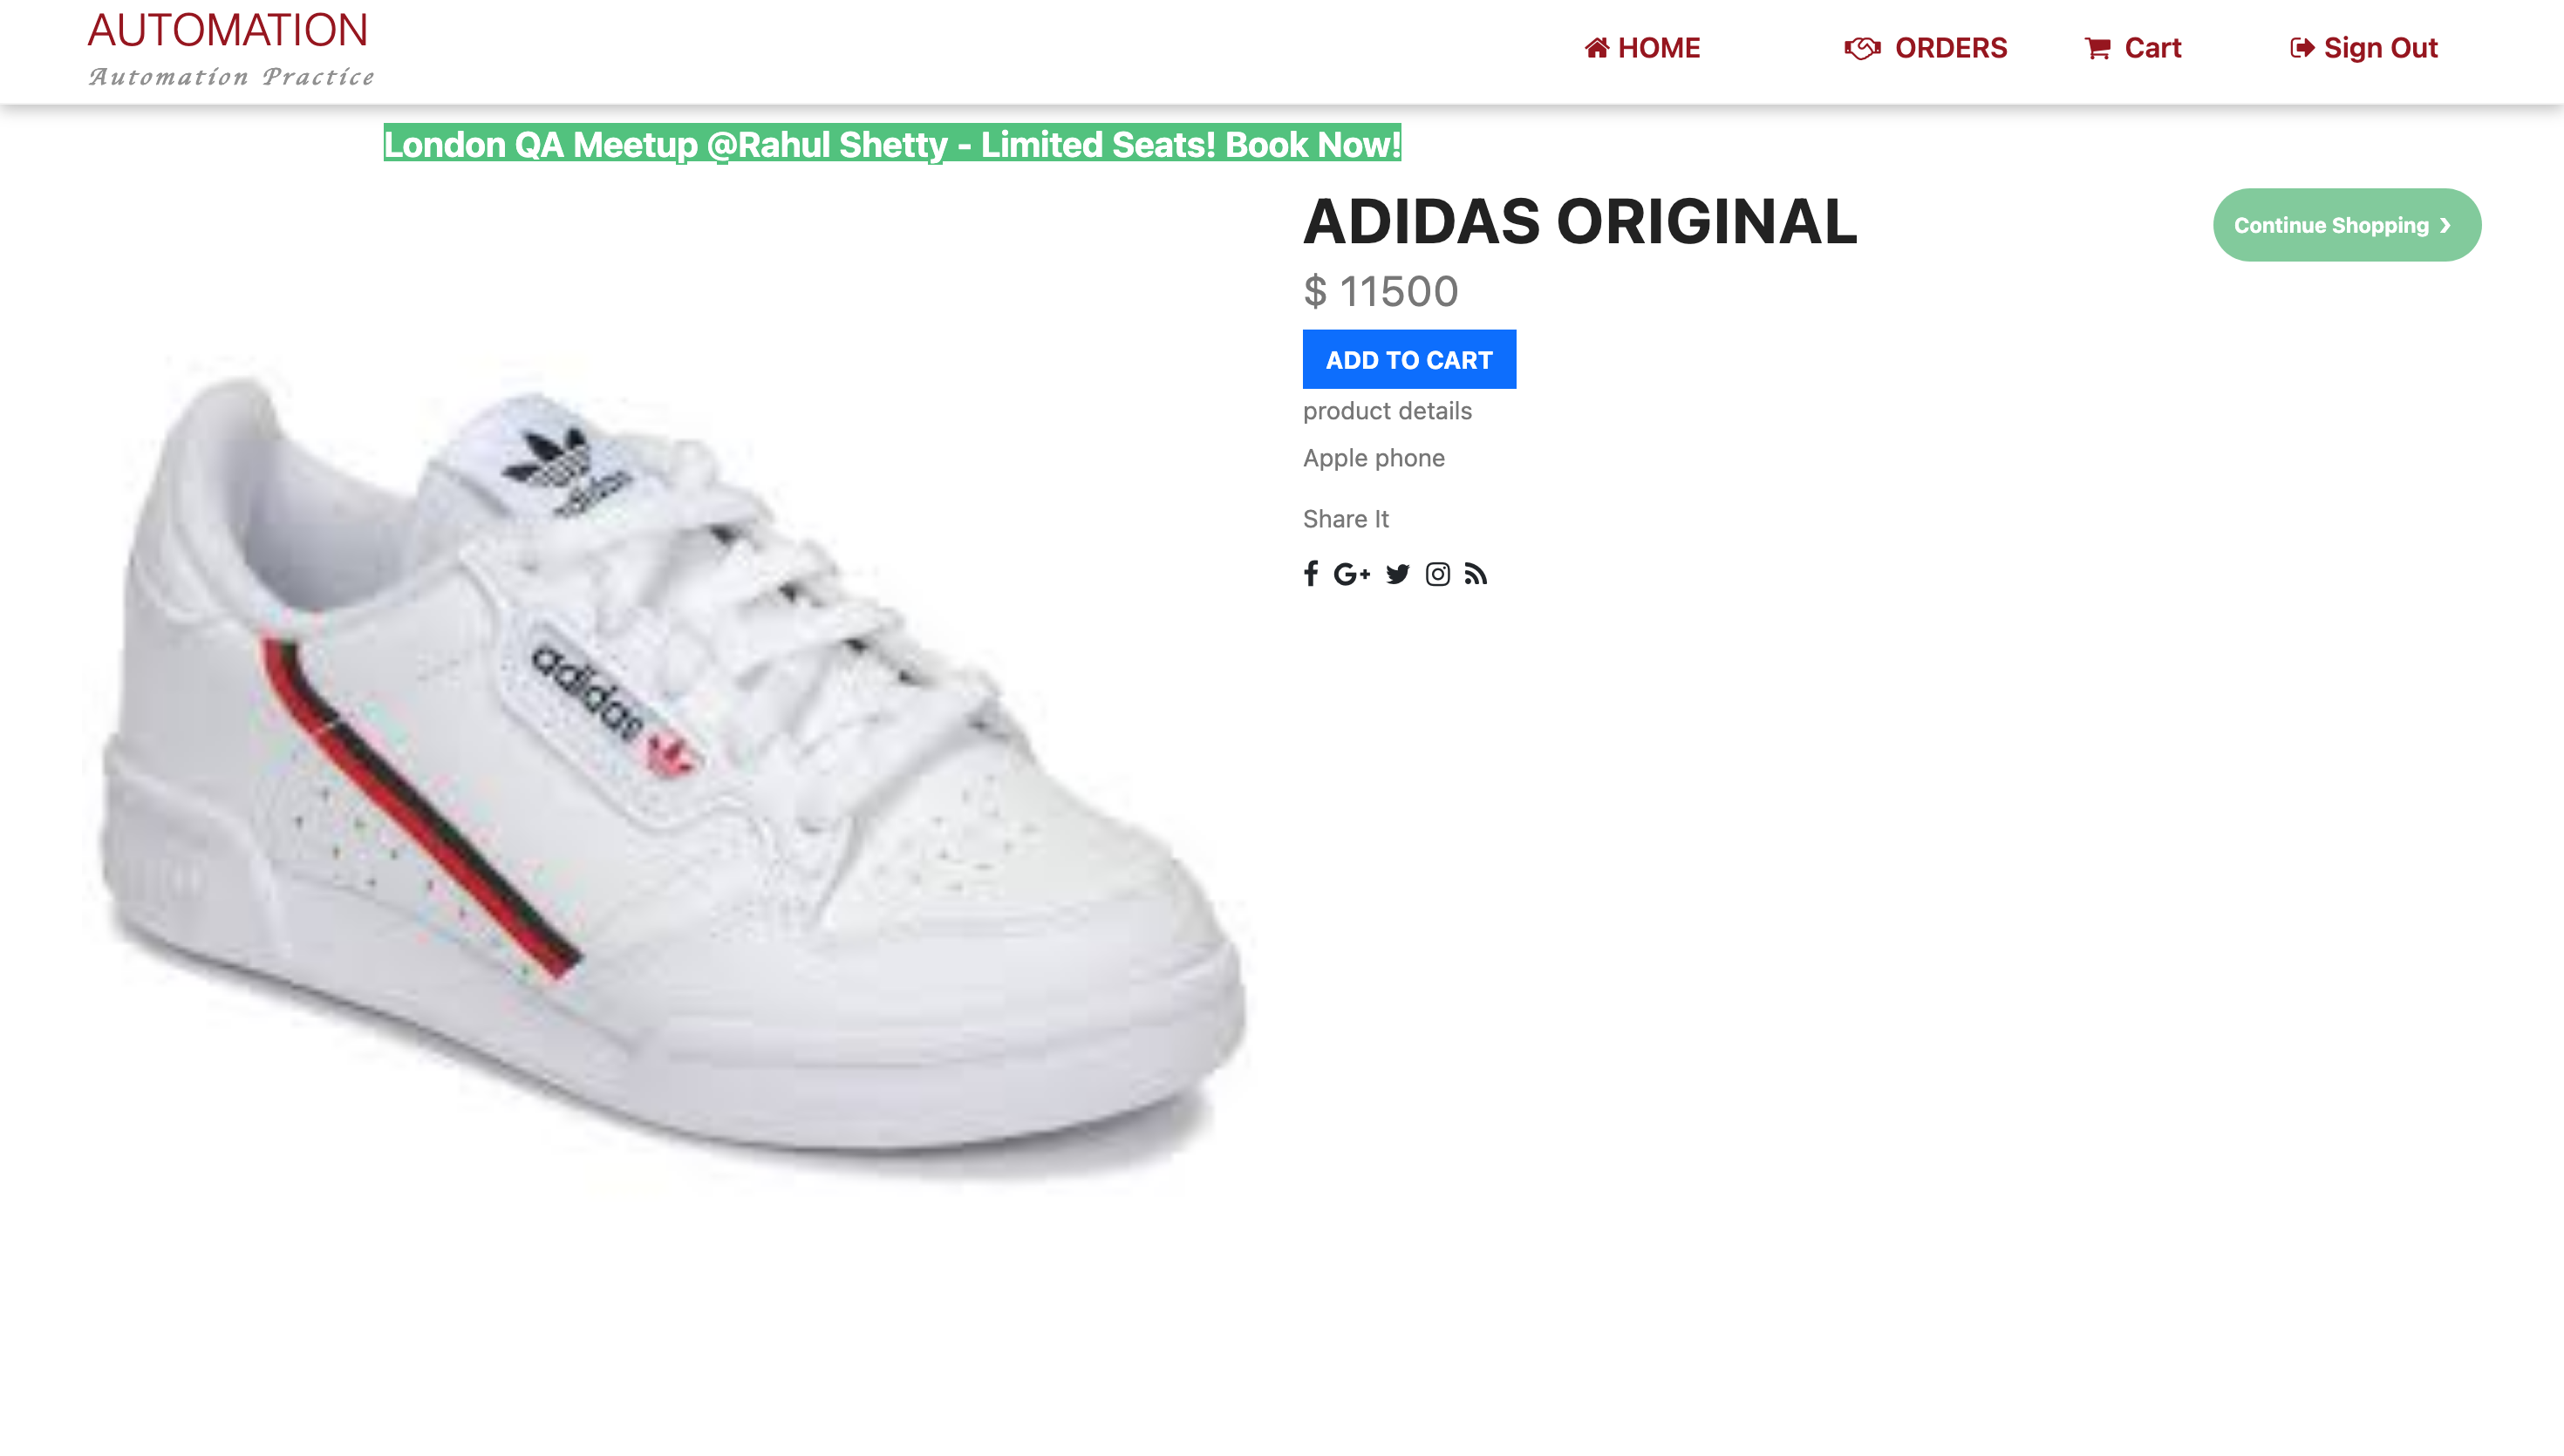 AUTOMATION
Automation Practice
HOME
ORDERS
Cart
Sign Out
London QA Meetup @Rahul Shetty - Limited Seats! Book Now!
ADIDAS ORIGINAL
Continue Shopping ❯
$ 11500
ADD TO CART
product details
Apple phone
Share It
adidas